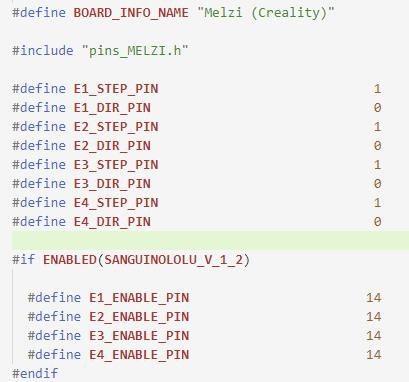 #define BOARD_INFO_NAME "Melzi (Creality)"
#include "pins_MELZI.h"
#define E1_STEP_PIN 1
#define E1_DIR_PIN 0
#define E2_STEP_PIN 1
#define E2_DIR_PIN 0
#define E3_STEP_PIN 1
#define E3_DIR_PIN 0
#define E4_STEP_PIN 1
#define E4_DIR_PIN 0
#if ENABLED(SANGUINOLOLU_V_1_2)
#define E1_ENABLE_PIN 14
#define E2_ENABLE_PIN 14
#define E3_ENABLE_PIN 14
#define E4_ENABLE_PIN 14
#endif